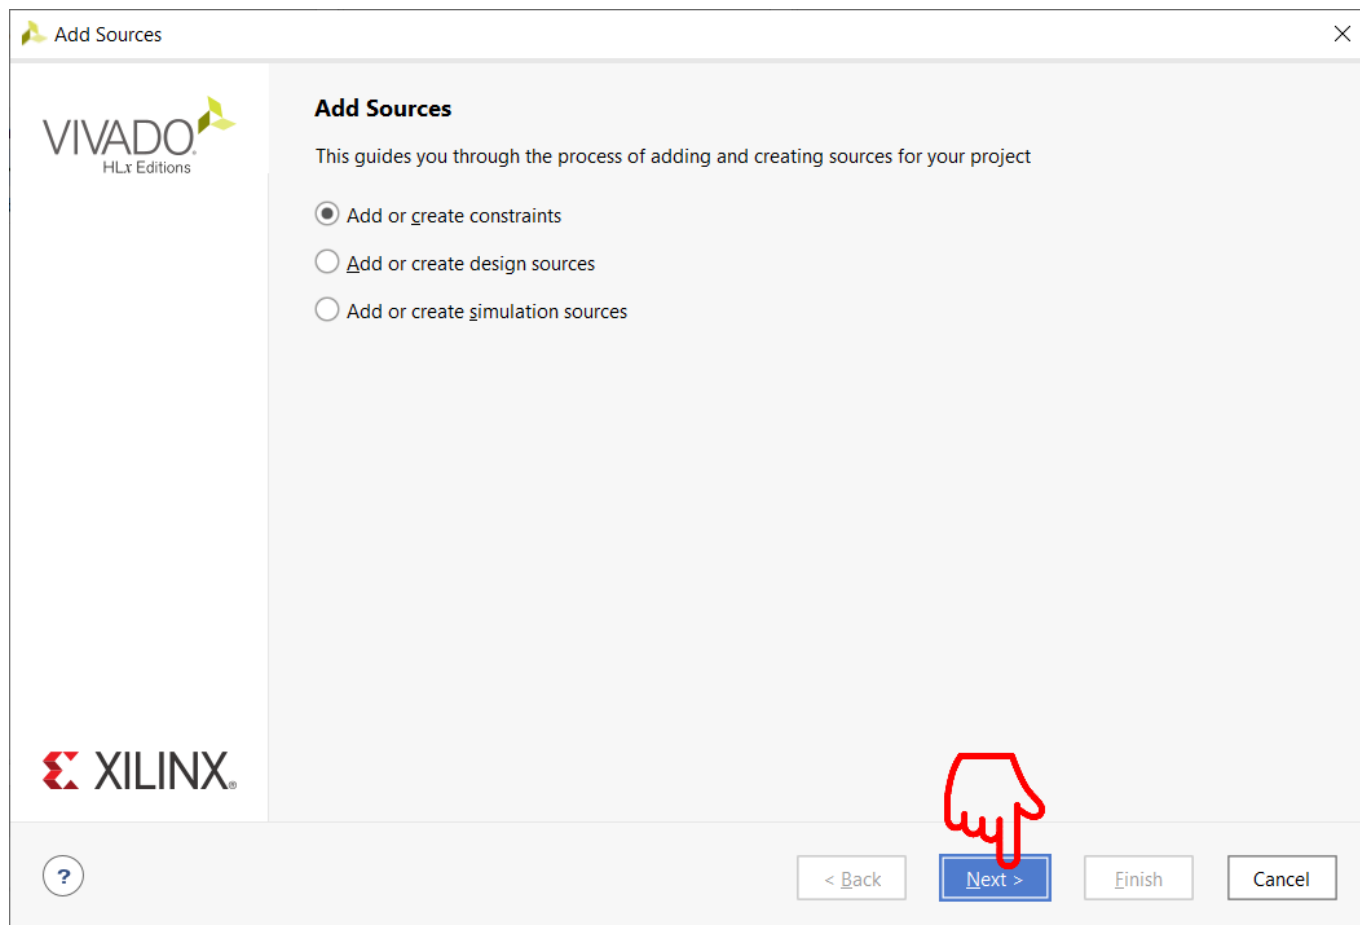 Add Sources
VIVADO
HLx Editions
Add Sources
This guides you through the process of adding and creating sources for your project
Add or create constraints
Add or create design sources
Add or create simulation sources
XILINX
?
< Back
Next >
Finish
Cancel